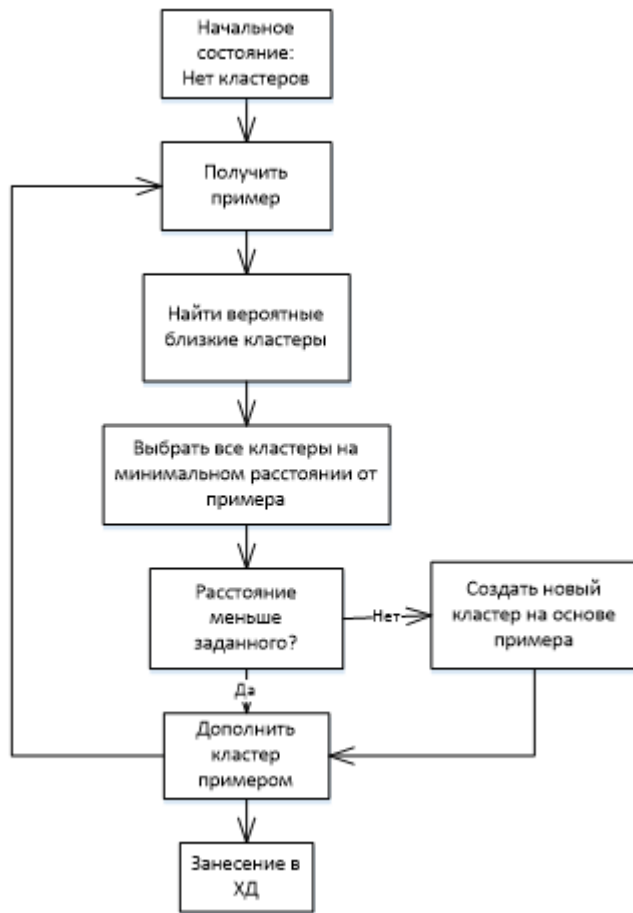 Начальное
состояние:
Нет кластеров
Получить
пример
Найти вероятные
близкие кластеры
Выбрать все кластеры на
минимальном расстоянии от
примера
Расстояние
меньше
заданного?
Нет
Создать новый
кластер на основе
примера
Да
Дополнить
кластер
примером
Занесение в
ХД